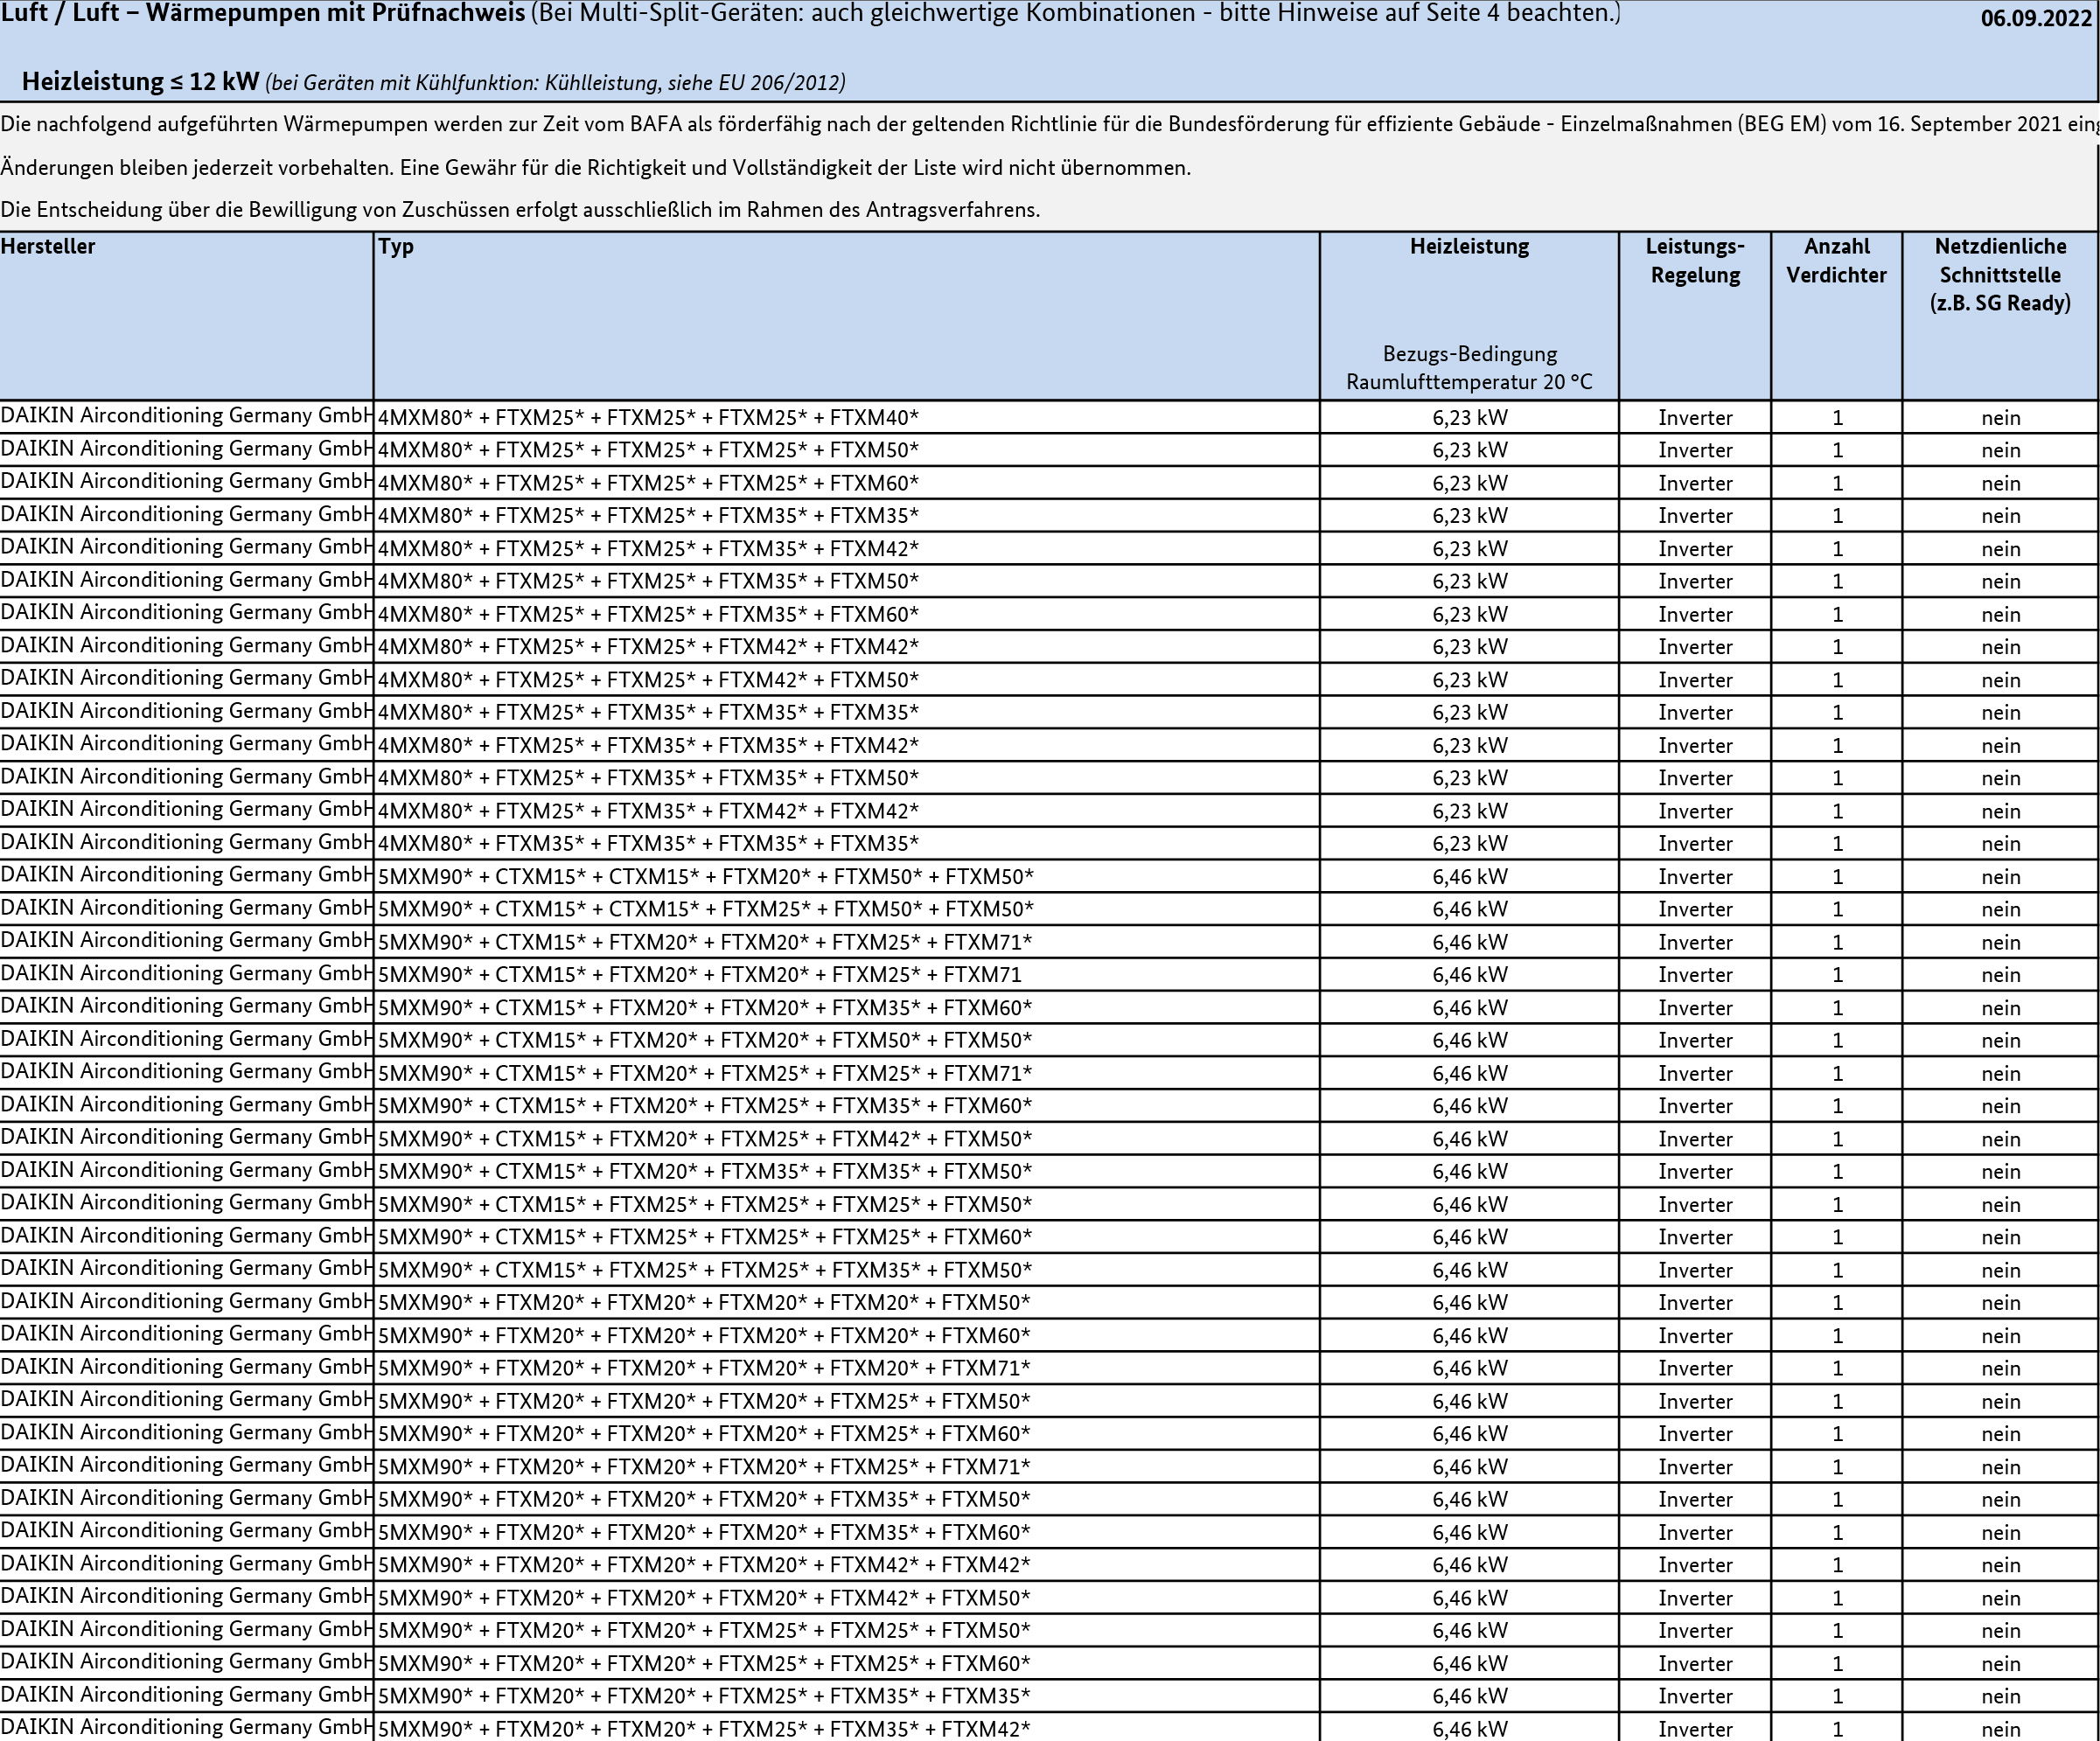 Luft / Luft – Wärmepumpen mit Prüfnachweis (Bei Multi-Split-Geräten: auch gleichwertige Kombinationen - bitte Hinweise auf Seite 4 beachten.) 06.09.2022
Heizleistung ≤ 12 kW (bei Geräten mit Kühlfunktion: Kühlleistung, siehe EU 206/2012)
Die nachfolgend aufgeführten Wärmepumpen werden zur Zeit vom BAFA als förderfähig nach der geltenden Richtlinie für die Bundesförderung für effiziente Gebäude - Einzelmaßnahmen (BEG EM) vom 16. September 2021
Änderungen bleiben jederzeit vorbehalten. Eine Gewähr für die Richtigkeit und Vollständigkeit der Liste wird nicht übernommen.
Die Entscheidung über die Bewilligung von Zuschüssen erfolgt ausschließlich im Rahmen des Antragsverfahrens.
Hersteller Typ Heizleistung Leistungs- Anzahl Netzdienliche
Regelung Verdichter Schnittstelle
(z.B. SG Ready)
Bezugs-Bedingung
Raumlufttemperatur 20 °C
DAIKIN Airconditioning Germany GmbH 4MXM80* + FTXM25* + FTXM25* + FTXM25* + FTXM40* 6,23 kW Inverter 1 nein
DAIKIN Airconditioning Germany GmbH 4MXM80* + FTXM25* + FTXM25* + FTXM25* + FTXM50* 6,23 kW Inverter 1 nein
DAIKIN Airconditioning Germany GmbH 4MXM80* + FTXM25* + FTXM25* + FTXM25* + FTXM60* 6,23 kW Inverter 1 nein
DAIKIN Airconditioning Germany GmbH 4MXM80* + FTXM25* + FTXM25* + FTXM35* + FTXM35* 6,23 kW Inverter 1 nein
DAIKIN Airconditioning Germany GmbH 4MXM80* + FTXM25* + FTXM25* + FTXM35* + FTXM42* 6,23 kW Inverter 1 nein
DAIKIN Airconditioning Germany GmbH 4MXM80* + FTXM25* + FTXM25* + FTXM35* + FTXM50* 6,23 kW Inverter 1 nein
DAIKIN Airconditioning Germany GmbH 4MXM80* + FTXM25* + FTXM25* + FTXM35* + FTXM60* 6,23 kW Inverter 1 nein
DAIKIN Airconditioning Germany GmbH 4MXM80* + FTXM25* + FTXM25* + FTXM42* + FTXM42* 6,23 kW Inverter 1 nein
DAIKIN Airconditioning Germany GmbH 4MXM80* + FTXM25* + FTXM25* + FTXM42* + FTXM50* 6,23 kW Inverter 1 nein
DAIKIN Airconditioning Germany GmbH 4MXM80* + FTXM25* + FTXM35* + FTXM35* + FTXM35* 6,23 kW Inverter 1 nein
DAIKIN Airconditioning Germany GmbH 4MXM80* + FTXM25* + FTXM35* + FTXM35* + FTXM42* 6,23 kW Inverter 1 nein
DAIKIN Airconditioning Germany GmbH 4MXM80* + FTXM25* + FTXM35* + FTXM35* + FTXM50* 6,23 kW Inverter 1 nein
DAIKIN Airconditioning Germany GmbH 4MXM80* + FTXM25* + FTXM35* + FTXM42* + FTXM42* 6,23 kW Inverter 1 nein
DAIKIN Airconditioning Germany GmbH 4MXM80* + FTXM35* + FTXM35* + FTXM35* + FTXM35* 6,23 kW Inverter 1 nein
DAIKIN Airconditioning Germany GmbH 5MXM90* + CTXM15* + CTXM15* + FTXM20* + FTXM50* + FTXM50* 6,46 kW Inverter 1 nein
DAIKIN Airconditioning Germany GmbH 5MXM90* + CTXM15* + CTXM15* + FTXM25* + FTXM50* + FTXM50* 6,46 kW Inverter 1 nein
DAIKIN Airconditioning Germany GmbH 5MXM90* + CTXM15* + FTXM20* + FTXM20* + FTXM25* + FTXM71* 6,46 kW Inverter 1 nein
DAIKIN Airconditioning Germany GmbH 5MXM90* + CTXM15* + FTXM20* + FTXM20* + FTXM25* + FTXM71 6,46 kW Inverter 1 nein
DAIKIN Airconditioning Germany GmbH 5MXM90* + CTXM15* + FTXM20* + FTXM20* + FTXM35* + FTXM60* 6,46 kW Inverter 1 nein
DAIKIN Airconditioning Germany GmbH 5MXM90* + CTXM15* + FTXM20* + FTXM20* + FTXM50* + FTXM50* 6,46 kW Inverter 1 nein
DAIKIN Airconditioning Germany GmbH 5MXM90* + CTXM15* + FTXM20* + FTXM25* + FTXM25* + FTXM71* 6,46 kW Inverter 1 nein
DAIKIN Airconditioning Germany GmbH 5MXM90* + CTXM15* + FTXM20* + FTXM25* + FTXM35* + FTXM60* 6,46 kW Inverter 1 nein
DAIKIN Airconditioning Germany GmbH 5MXM90* + CTXM15* + FTXM20* + FTXM25* + FTXM42* + FTXM50* 6,46 kW Inverter 1 nein
DAIKIN Airconditioning Germany GmbH 5MXM90* + CTXM15* + FTXM20* + FTXM35* + FTXM35* + FTXM50* 6,46 kW Inverter 1 nein
DAIKIN Airconditioning Germany GmbH 5MXM90* + CTXM15* + FTXM25* + FTXM25* + FTXM25* + FTXM50* 6,46 kW Inverter 1 nein
DAIKIN Airconditioning Germany GmbH 5MXM90* + CTXM15* + FTXM25* + FTXM25* + FTXM25* + FTXM60* 6,46 kW Inverter 1 nein
DAIKIN Airconditioning Germany GmbH 5MXM90* + CTXM15* + FTXM25* + FTXM25* + FTXM35* + FTXM50* 6,46 kW Inverter 1 nein
DAIKIN Airconditioning Germany GmbH 5MXM90* + FTXM20* + FTXM20* + FTXM20* + FTXM20* + FTXM50* 6,46 kW Inverter 1 nein
DAIKIN Airconditioning Germany GmbH 5MXM90* + FTXM20* + FTXM20* + FTXM20* + FTXM20* + FTXM60* 6,46 kW Inverter 1 nein
DAIKIN Airconditioning Germany GmbH 5MXM90* + FTXM20* + FTXM20* + FTXM20* + FTXM20* + FTXM71* 6,46 kW Inverter 1 nein
DAIKIN Airconditioning Germany GmbH 5MXM90* + FTXM20* + FTXM20* + FTXM20* + FTXM25* + FTXM50* 6,46 kW Inverter 1 nein
DAIKIN Airconditioning Germany GmbH 5MXM90* + FTXM20* + FTXM20* + FTXM20* + FTXM25* + FTXM60* 6,46 kW Inverter 1 nein
DAIKIN Airconditioning Germany GmbH 5MXM90* + FTXM20* + FTXM20* + FTXM20* + FTXM25* + FTXM71* 6,46 kW Inverter 1 nein
DAIKIN Airconditioning Germany GmbH 5MXM90* + FTXM20* + FTXM20* + FTXM20* + FTXM35* + FTXM50* 6,46 kW Inverter 1 nein
DAIKIN Airconditioning Germany GmbH 5MXM90* + FTXM20* + FTXM20* + FTXM20* + FTXM35* + FTXM60* 6,46 kW Inverter 1 nein
DAIKIN Airconditioning Germany GmbH 5MXM90* + FTXM20* + FTXM20* + FTXM20* + FTXM42* + FTXM42* 6,46 kW Inverter 1 nein
DAIKIN Airconditioning Germany GmbH 5MXM90* + FTXM20* + FTXM20* + FTXM20* + FTXM42* + FTXM50* 6,46 kW Inverter 1 nein
DAIKIN Airconditioning Germany GmbH 5MXM90* + FTXM20* + FTXM20* + FTXM25* + FTXM25* + FTXM50* 6,46 kW Inverter 1 nein
DAIKIN Airconditioning Germany GmbH 5MXM90* + FTXM20* + FTXM20* + FTXM25* + FTXM25* + FTXM60* 6,46 kW Inverter 1 nein
DAIKIN Airconditioning Germany GmbH 5MXM90* + FTXM20* + FTXM20* + FTXM25* + FTXM35* + FTXM35* 6,46 kW Inverter 1 nein
DAIKIN Airconditioning Germany GmbH 5MXM90* + FTXM20* + FTXM20* + FTXM25* + FTXM35* + FTXM42* 6,46 kW Inverter 1 nein